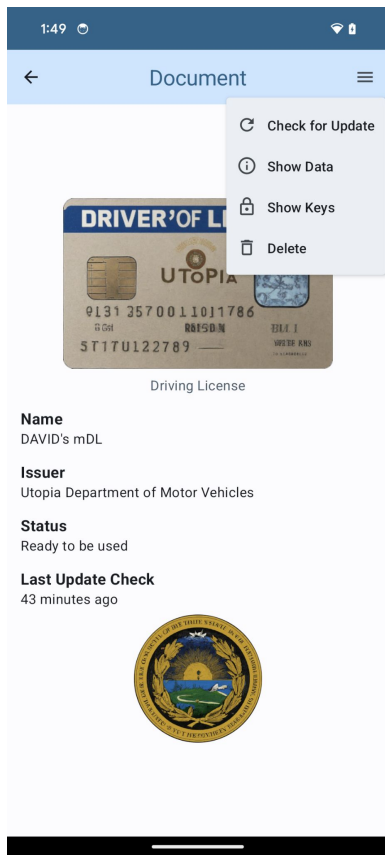 1:49
Document
Check for Update
Show Data
Show Keys
Delete
DRIVER'OF
UTOPIA
5T17U122789
Driving License
Name
DAVID's mDL
Issuer
Utopia Department of Motor Vehicles
Status
Ready to be used
Last Update Check
43 minutes ago